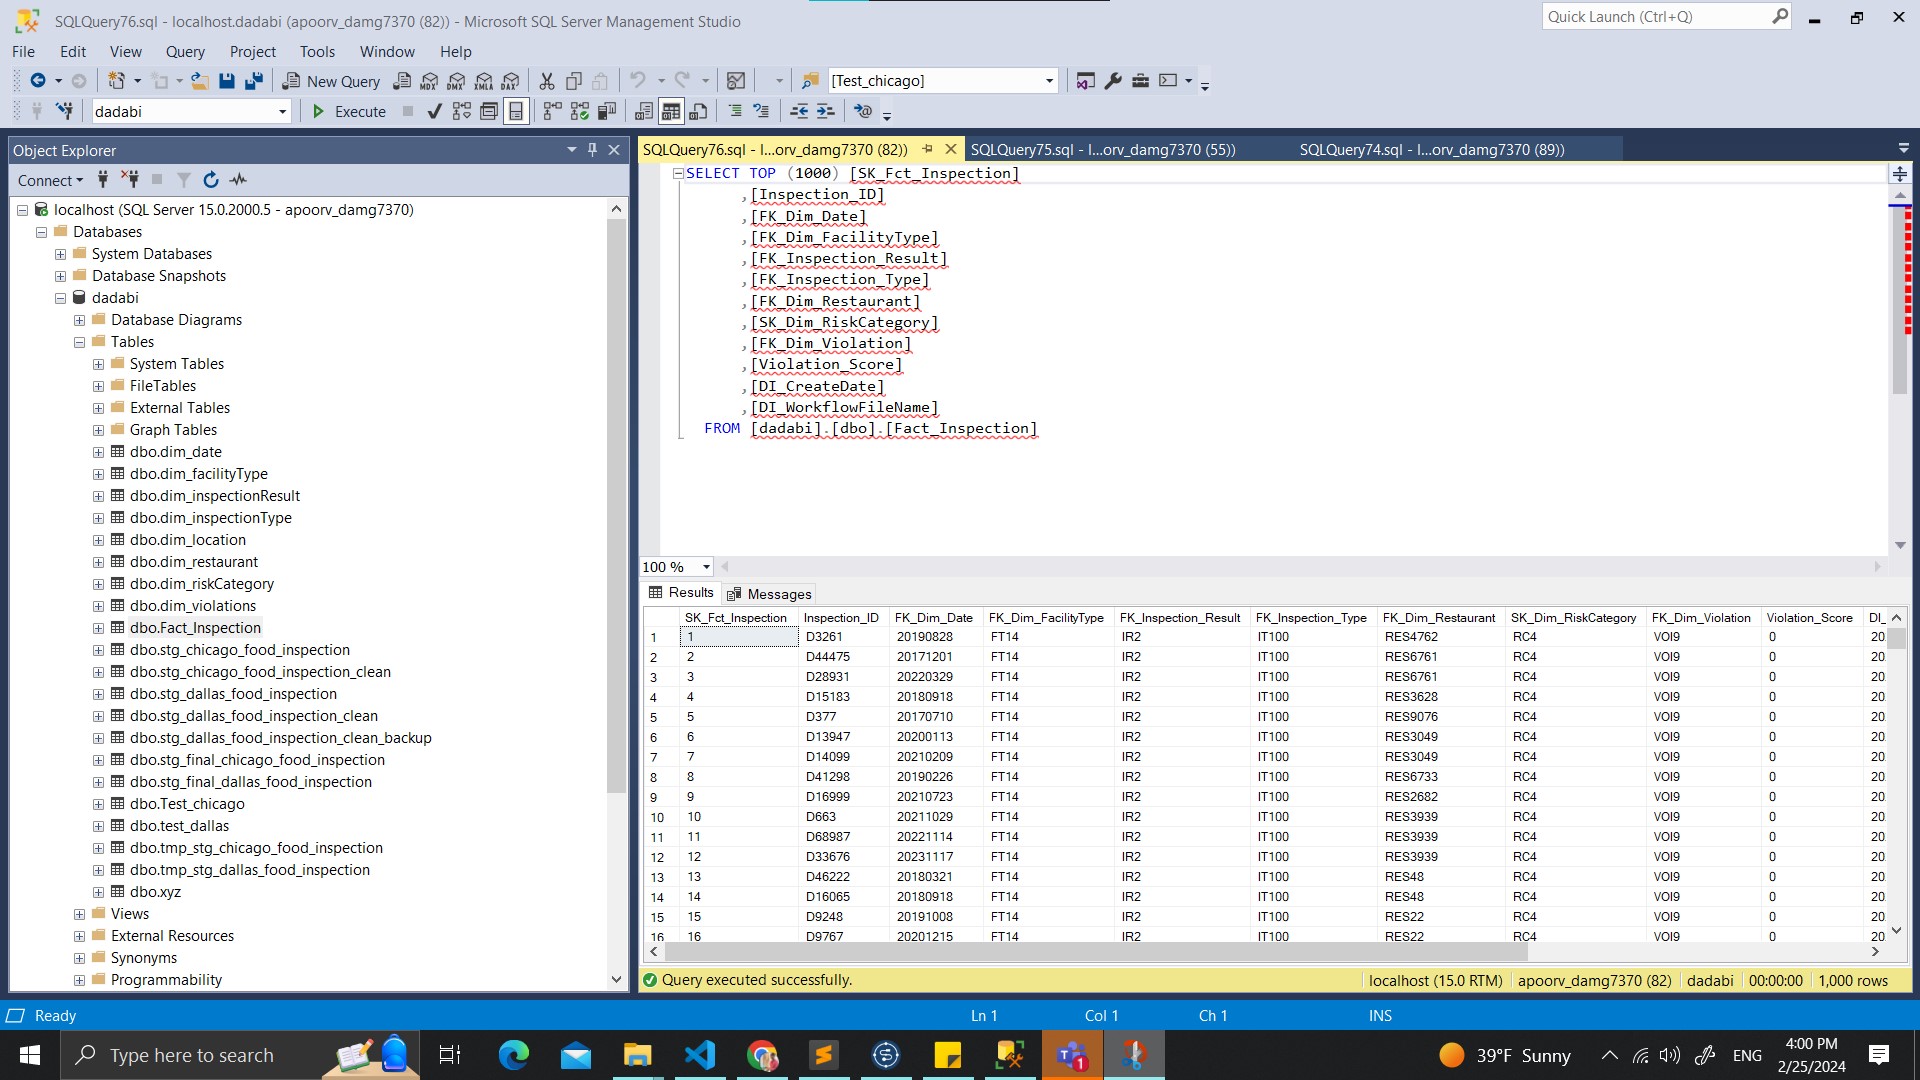 SQLQuery76.sql - localhost.dadabi (apoorv_damg7370 (82)) - Microsoft SQL Server Management Studio
Quick Launch (Ctrl+Q)
File Edit View Query Project Tools Window Help
New Query MDX DMX XMLA DAX [Test_chicago]
dadabi Execute
Object Explorer
Connect
localhost (SQL Server 15.0.2000.5 - apoorv_damg7370)
Databases
System Databases
Database Snapshots
dadabi
Database Diagrams
Tables
System Tables
FileTables
External Tables
Graph Tables
dbo.dim_date
dbo.dim_facilityType
dbo.dim_inspectionResult
dbo.dim_inspectionType
dbo.dim_location
dbo.dim_restaurant
dbo.dim_riskCategory
dbo.dim_violations
dbo.Fact_Inspection
dbo.stg_chicago_food_inspection
dbo.stg_chicago_food_inspection_clean
dbo.stg_dallas_food_inspection
dbo.stg_dallas_food_inspection_clean
dbo.stg_dallas_food_inspection_clean_backup
dbo.stg_final_chicago_food_inspection
dbo.stg_final_dallas_food_inspection
dbo.Test_chicago
dbo.test_dallas
dbo.tmp_stg_chicago_food_inspection
dbo.tmp_stg_dallas_food_inspection
dbo.xyz
Views
External Resources
Synonyms
Programmability
SQLQuery76.sql - l...orv_damg7370 (82)) SQLQuery75.sql - l...orv_damg7370 (55)) SQLQuery74.sql - l...orv_damg7370 (89))
SELECT TOP (1000) [SK_Fct_Inspection]
,[Inspection_ID]
,[FK_Dim_Date]
,[FK_Dim_FacilityType]
,[FK_Inspection_Result]
,[FK_Inspection_Type]
,[FK_Dim_Restaurant]
,[SK_Dim_RiskCategory]
,[FK_Dim_Violation]
,[Violation_Score]
,[DI_CreateDate]
,[DI_WorkflowFileName]
FROM [dadabi].[dbo].[Fact_Inspection]
100 %
Results Messages
SK_Fct_Inspection Inspection_ID FK_Dim_Date FK_Dim_FacilityType FK_Inspection_Result FK_Inspection_Type FK_Dim_Restaurant SK_Dim_RiskCategory FK_Dim_Violation Violation_Score DI_
1 1 D3261 20190828 FT14 IR2 IT100 RES4762 RC4 VOI9 0 20
2 2 D44475 20171201 FT14 IR2 IT100 RES6761 RC4 VOI9 0 20
3 3 D28931 20220329 FT14 IR2 IT100 RES6761 RC4 VOI9 0 20
4 4 D15183 20180918 FT14 IR2 IT100 RES3628 RC4 VOI9 0 20
5 5 D377 20170710 FT14 IR2 IT100 RES9076 RC4 VOI9 0 20
6 6 D13947 20200113 FT14 IR2 IT100 RES3049 RC4 VOI9 0 20
7 7 D14099 20210209 FT14 IR2 IT100 RES3049 RC4 VOI9 0 20
8 8 D41298 20190226 FT14 IR2 IT100 RES6733 RC4 VOI9 0 20
9 9 D16999 20210723 FT14 IR2 IT100 RES2682 RC4 VOI9 0 20
10 10 D663 20211029 FT14 IR2 IT100 RES3939 RC4 VOI9 0 20
11 11 D68987 20221114 FT14 IR2 IT100 RES3939 RC4 VOI9 0 20
12 12 D33676 20231117 FT14 IR2 IT100 RES3939 RC4 VOI9 0 20
13 13 D46222 20180321 FT14 IR2 IT100 RES48 RC4 VOI9 0 20
14 14 D16065 20180918 FT14 IR2 IT100 RES48 RC4 VOI9 0 20
15 15 D9248 20191008 FT14 IR2 IT100 RES22 RC4 VOI9 0 20
16 16 D9767 20201215 FT14 IR2 IT100 RES22 RC4 VOI9 0 20
Query executed successfully. localhost (15.0 RTM) apoorv_damg7370 (82) dadabi 00:00:00 1,000 rows
Ready Ln 1 Col 1 Ch 1 INS
Type here to search 39°F Sunny ENG 4:00 PM
2/25/2024